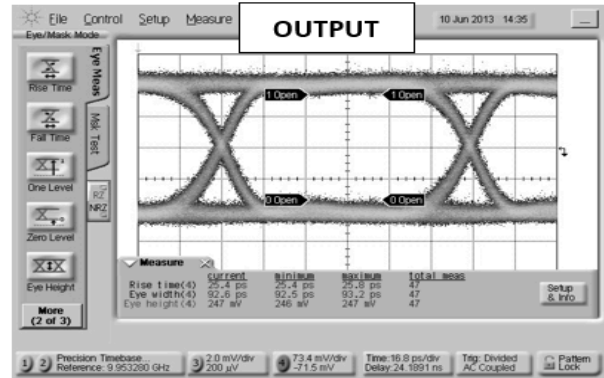 File Control Setup Measure
OUTPUT
10 Jun 2013 14:35
Eye/Mask Mode
Rise Time
Fall Time
One Level
Zero Level
Eye Height
More
(2 of 3)
Eye Meas
Msk Test
RZ
NRZ
1 Open 1 Open
0 Open 0 Open
Measure
current minimum maximum total meas
Rise time(4) 25.4 ps 25.4 ps 25.8 ps 47
Eye width(4) 92.6 ps 92.5 ps 93.2 ps 47
Eye height(4) 247 mV 246 mV 247 mV 47
Setup
& Info
1 2 Precision Timebase...
Reference: 9.953280 GHz
3 2.0 mV/div
200 µV
4 73.4 mV/div
-71.5 mV
Time:16.8 ps/div
Delay:24.1891 ns
Trig: Divided
AC Coupled
Pattern
Lock